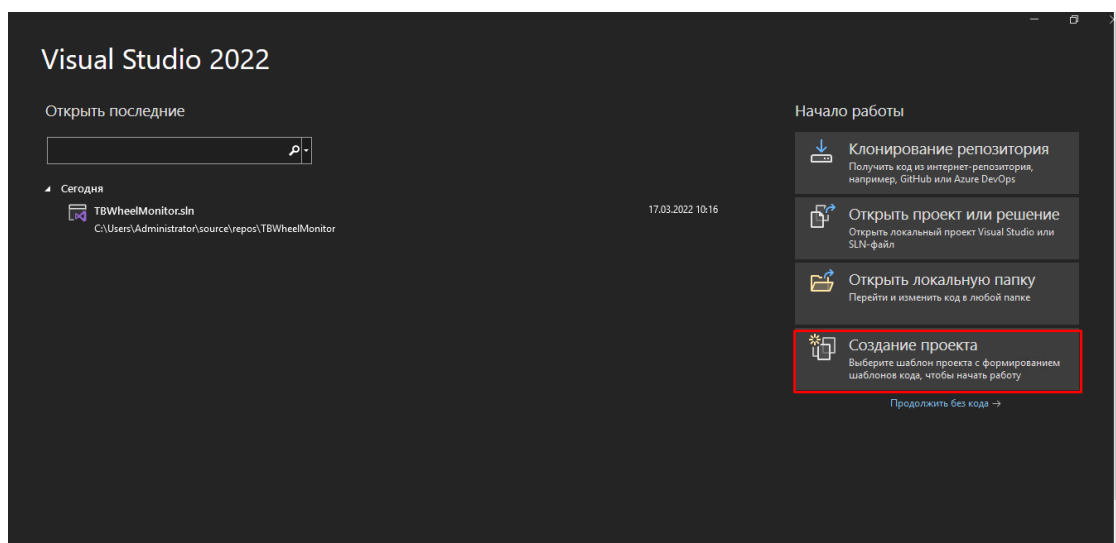 Visual Studio 2022
Открыть последние
Сегодня
TBWheelMonitor.sln
17.03.2022 10:16
C:\Users\Administrator\source\repos\TBWheelMonitor
Начало работы
Клонирование репозитория
Получить код из интернет-репозитория,
например, GitHub или Azure DevOps
Открыть проект или решение
Открыть локальный проект Visual Studio или
SLN-файл
Открыть локальную папку
Перейти и изменить код в любой папке
Создание проекта
Выберите шаблон проекта с формированием
шаблонов кода, чтобы начать работу
Продолжить без кода →